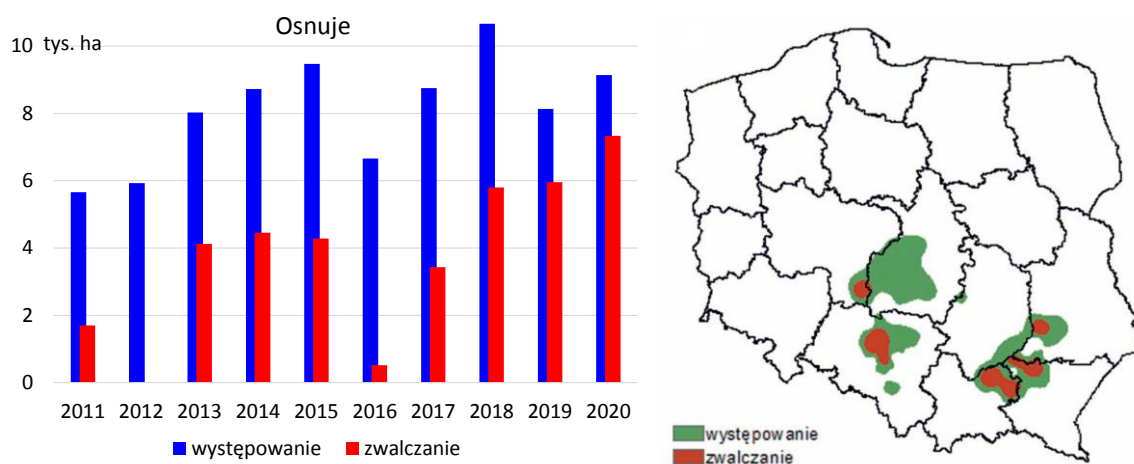 Osnuje
tys. ha
10
8
6
4
2
0
2011 2012 2013 2014 2015 2016 2017 2018 2019 2020
występowanie zwalczanie
występowanie
zwalczanie